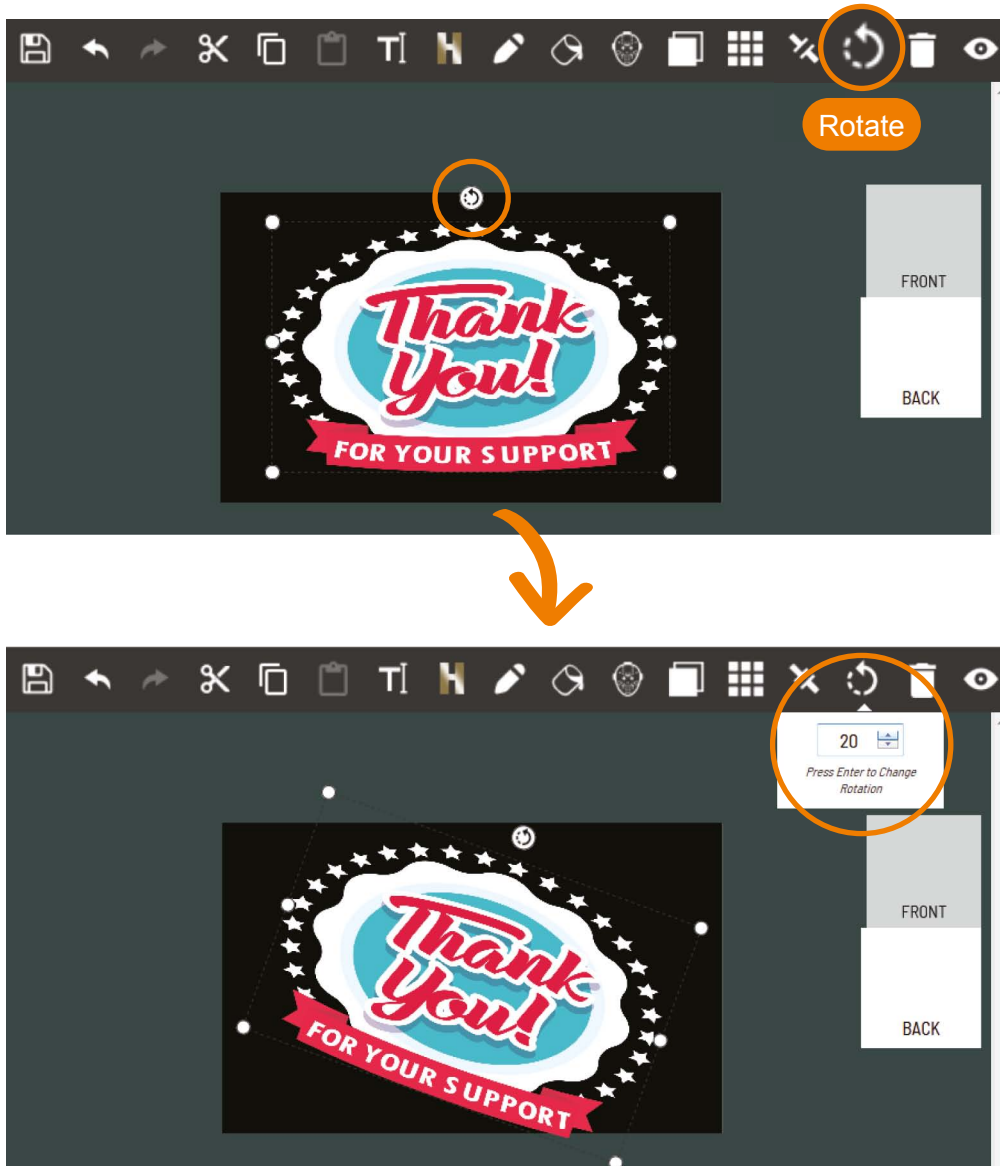 Rotate
FRONT
Thank
You!
BACK
FOR YOUR SUPPORT
20
Press Enter to Change
Rotation
FRONT
Thank
You!
BACK
FOR YOUR SUPPORT